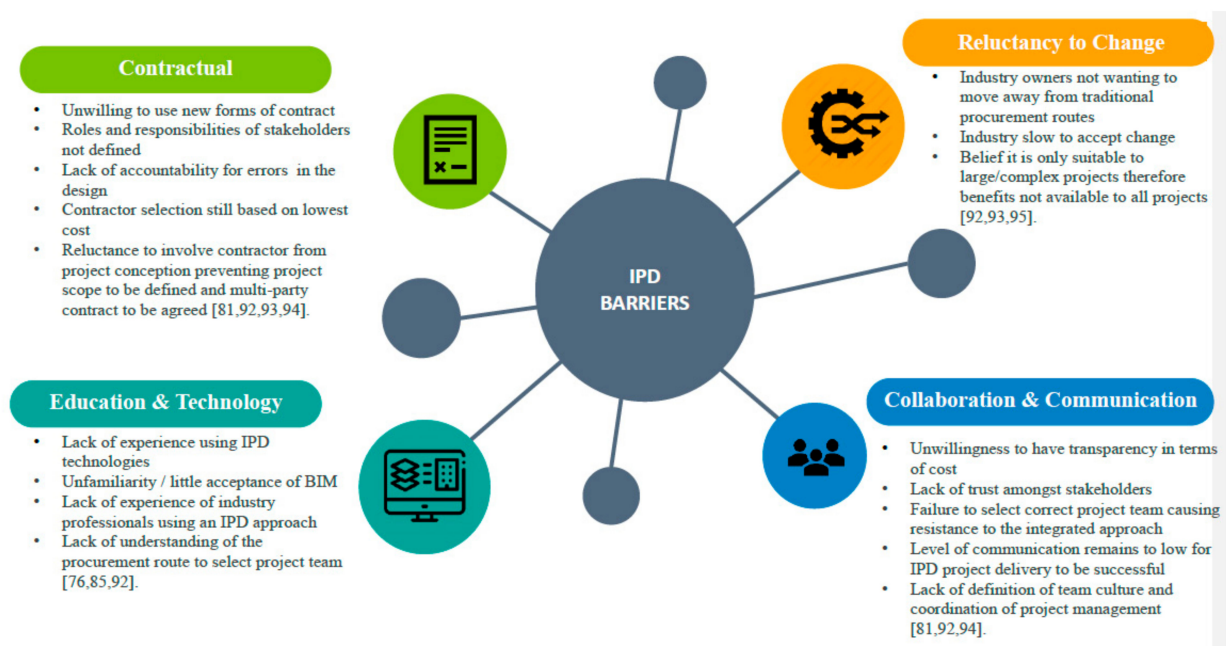 Contractual
• Unwilling to use new forms of contract
• Roles and responsibilities of stakeholders
not defined
• Lack of accountability for errors in the
design
• Contractor selection still based on lowest
cost
• Reluctance to involve contractor from
project conception preventing project
scope to be defined and multi-party
contract to be agreed [81,92,93,94].
Reluctancy to Change
• Industry owners not wanting to
move away from traditional
procurement routes
• Industry slow to accept change
• Belief it is only suitable to
large/complex projects therefore
benefits not available to all projects
[92,93,95].
IPD
BARRIERS
Education & Technology
• Lack of experience using IPD
technologies
• Unfamiliarity / little acceptance of BIM
• Lack of experience of industry
professionals using an IPD approach
• Lack of understanding of the
procurement route to select project team
[76,85,92].
Collaboration & Communication
• Unwillingness to have transparency in terms
of cost
• Lack of trust amongst stakeholders
• Failure to select correct project team causing
resistance to the integrated approach
• Level of communication remains to low for
IPD project delivery to be successful
• Lack of definition of team culture and
coordination of project management
[81,92,94].